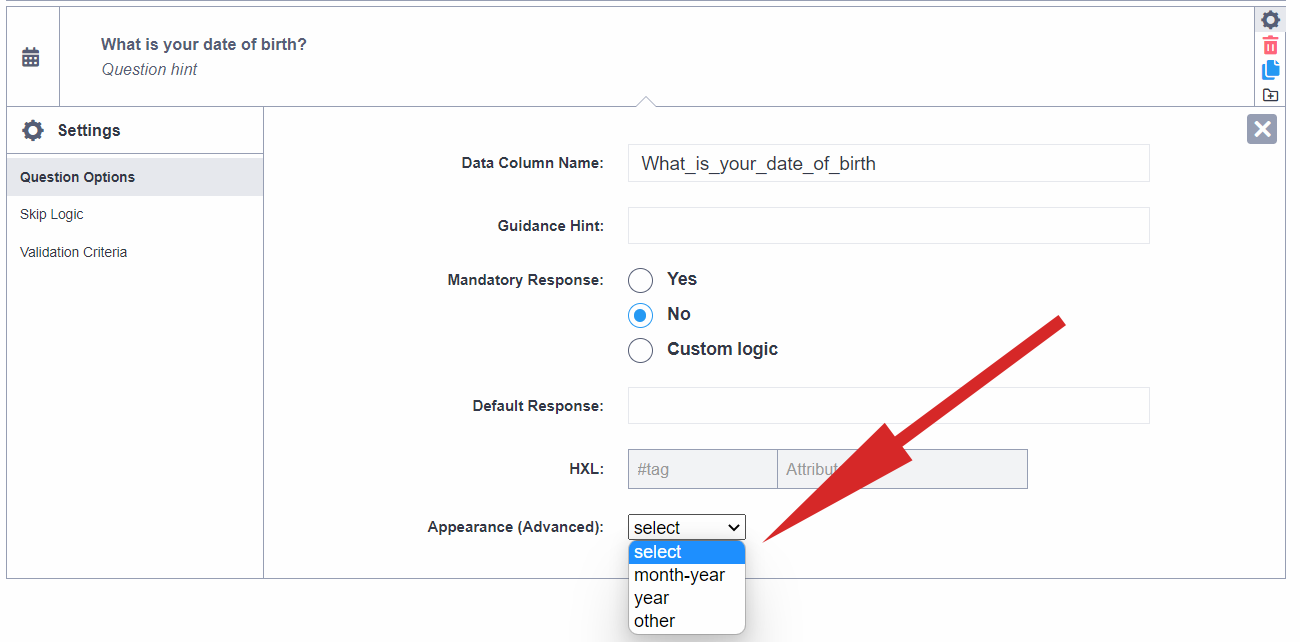 What is your date of birth?
Question hint
Settings
Question Options
Skip Logic
Validation Criteria
Data Column Name: What_is_your_date_of_birth
Guidance Hint:
Mandatory Response: Yes
No
Custom logic
Default Response:
HXL: #tag Attribut
Appearance (Advanced): select
select
month-year
year
other